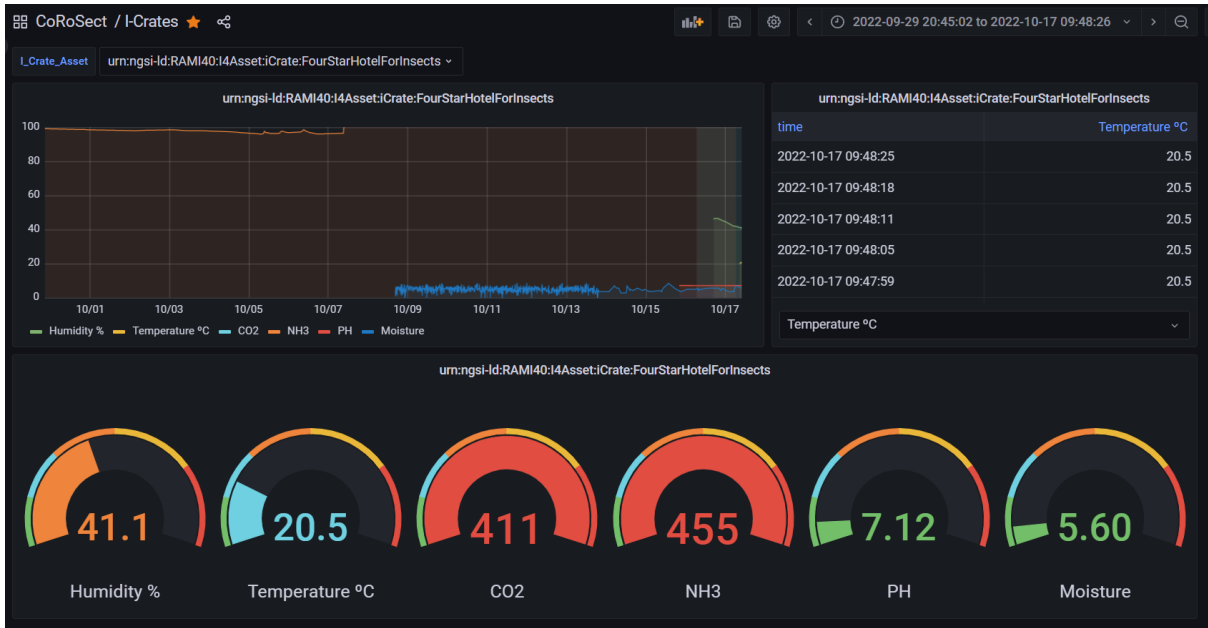 CoRoSect / I-Crates
2022-09-29 20:45:02 to 2022-10-17 09:48:26
I_Crate_Asset urn:ngsi-ld:RAMI40:I4Asset:iCrate:FourStarHotelForInsects
urn:ngsi-ld:RAMI40:I4Asset:iCrate:FourStarHotelForInsects
100
80
60
40
20
0
10/01 10/03 10/05 10/07 10/09 10/11 10/13 10/15 10/17
Humidity % Temperature ºC CO2 NH3 PH Moisture
urn:ngsi-ld:RAMI40:I4Asset:iCrate:FourStarHotelForInsects
time Temperature ºC
2022-10-17 09:48:25 20.5
2022-10-17 09:48:18 20.5
2022-10-17 09:48:11 20.5
2022-10-17 09:48:05 20.5
2022-10-17 09:47:59 20.5
Temperature ºC
urn:ngsi-ld:RAMI40:I4Asset:iCrate:FourStarHotelForInsects
41.1 20.5 411 455 7.12 5.60
Humidity % Temperature ºC CO2 NH3 PH Moisture